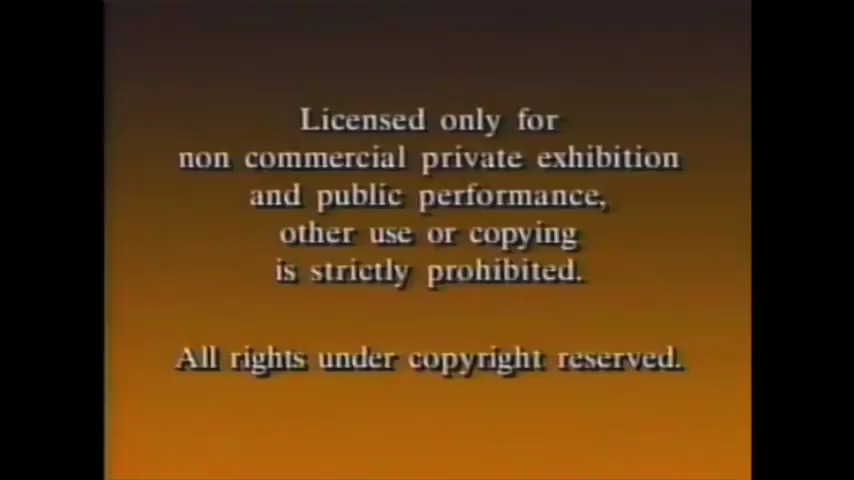 Licensed only for
non commercial private exhibition
and public performance,
other use or copying
is strictly prohibited.
All rights under copyright reserved.